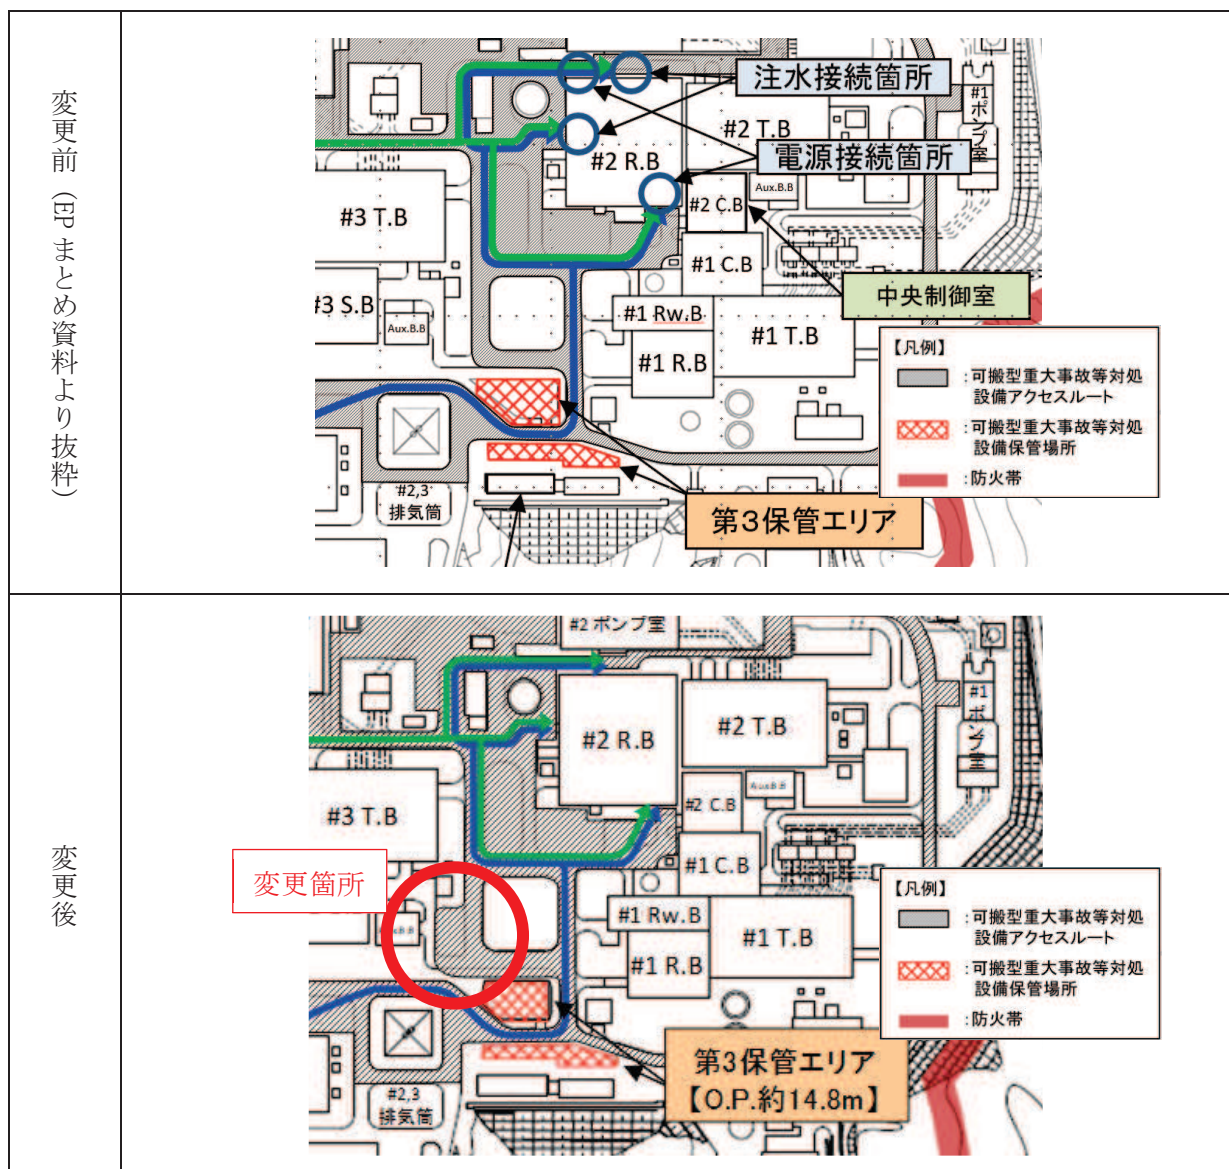 変更前（EP まとめ資料より抜粋）
注水接続箇所
#1
ポンプ室
#2 T.B
電源接続箇所
#2 R.B
Aux.B.B
#2 C.B
#3 T.B
#1 C.B
中央制御室
#3 S.B
Aux.B.B
#1 Rw.B
#1 T.B
#1 R.B
【凡例】
：可搬型重大事故等対処
設備アクセスルート
：可搬型重大事故等対処
設備保管場所
：防火帯
#2,3
排気筒
第3保管エリア
変更後
#2 ポンプ室
#1
ポンプ室
#2 R.B
#2 T.B
Aux.B.B
#2 C.B
#3 T.B
#1 C.B
変更箇所
Aux.B.B
#1 Rw.B
#1 T.B
#1 R.B
【凡例】
：可搬型重大事故等対処
設備アクセスルート
：可搬型重大事故等対処
設備保管場所
：防火帯
第3保管エリア
【O.P.約14.8m】
#2,3
排気筒